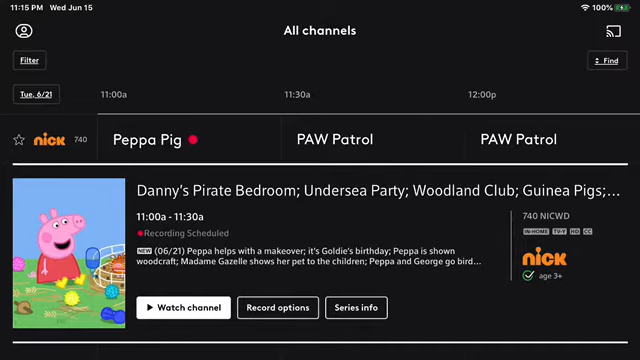 11:15 PM Wed Jun 15
100%
All channels
Filter
Find
Tue, 6/21
11:00a
11:30a
12:00p
nick
740
Peppa Pig
PAW Patrol
PAW Patrol
Danny's Pirate Bedroom; Undersea Party; Woodland Club; Guinea Pigs;...
11:00a - 11:30a
Recording Scheduled
NEW (06/21) Peppa helps with a makeover; it's Goldie's birthday; Peppa is shown
woodcraft; Madame Gazelle shows her pet to the children; Peppa and George go bird...
740 NICWD
IN-HOME TV-Y HD CC
nick
age 3+
Watch channel
Record options
Series info